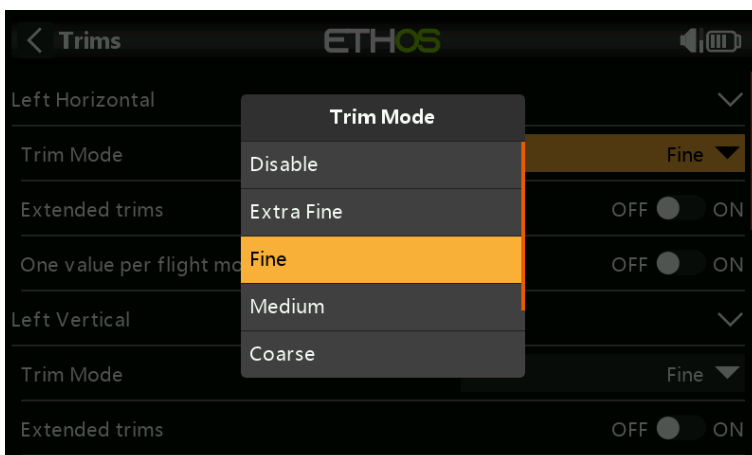 Trims
ETHOS
Left Horizontal
Trim Mode
Trim Mode Fine
Disable
Extended trims OFF ON
Extra Fine
One value per flight mo OFF ON
Fine
Left Vertical
Medium
Coarse
Trim Mode Fine
Extended trims OFF ON